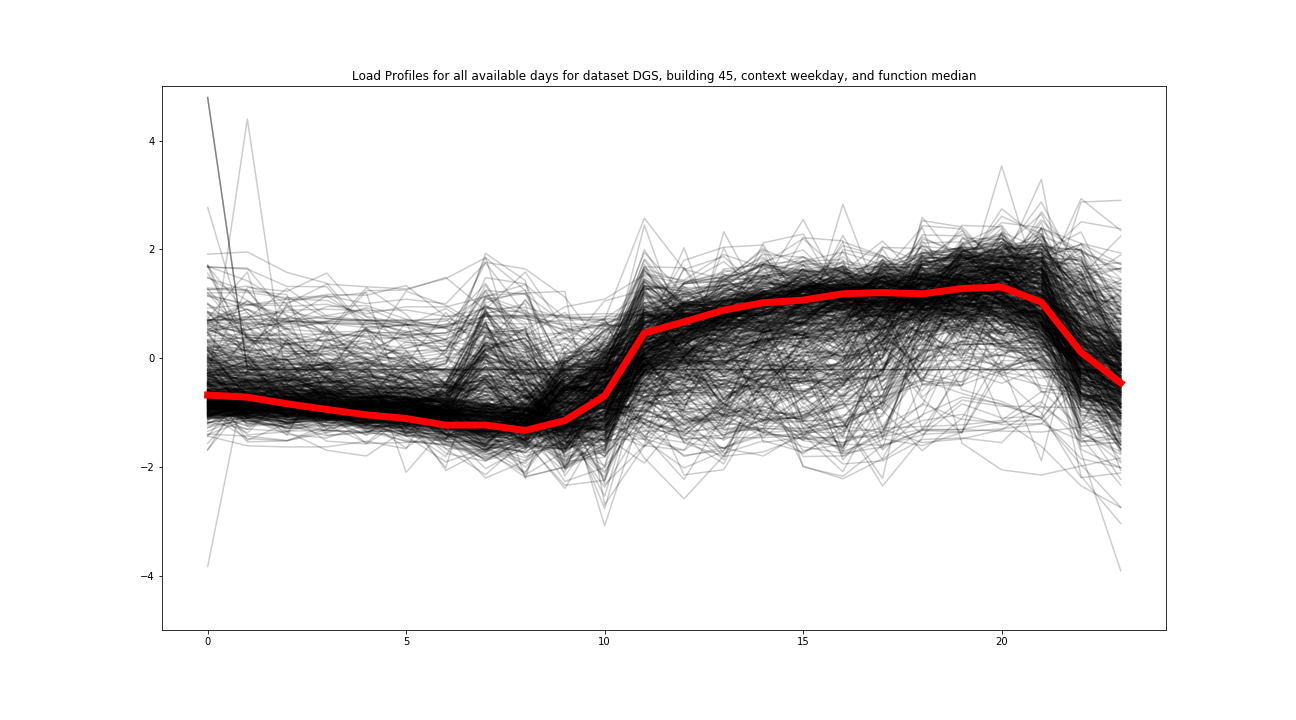 Load Profiles for all available days for dataset DGS, building 45, context weekday, and function median
4
2
0
−2
−4
0 5 10 15 20